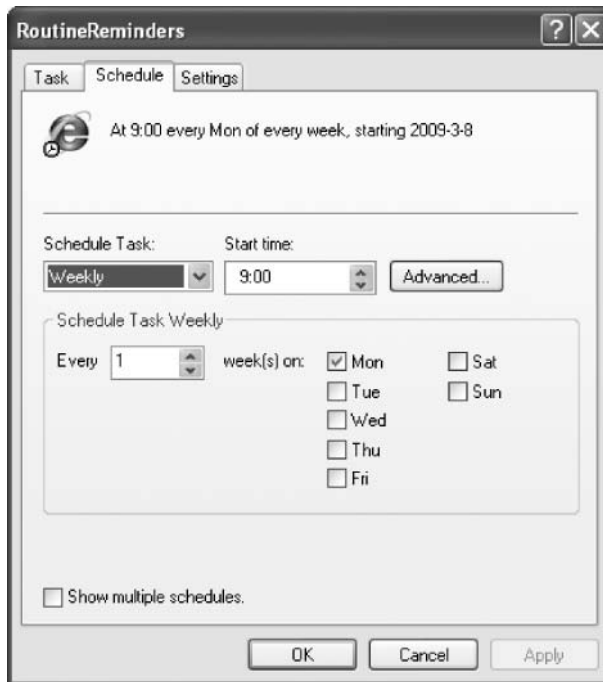 RoutineReminders
Task Schedule Settings
At 9:00 every Mon of every week, starting 2009-3-8
Schedule Task: Start time:
Weekly 9:00 Advanced...
Schedule Task Weekly
Every 1 week(s) on: Mon Sat
Tue Sun
Wed
Thu
Fri
Show multiple schedules.
OK Cancel Apply